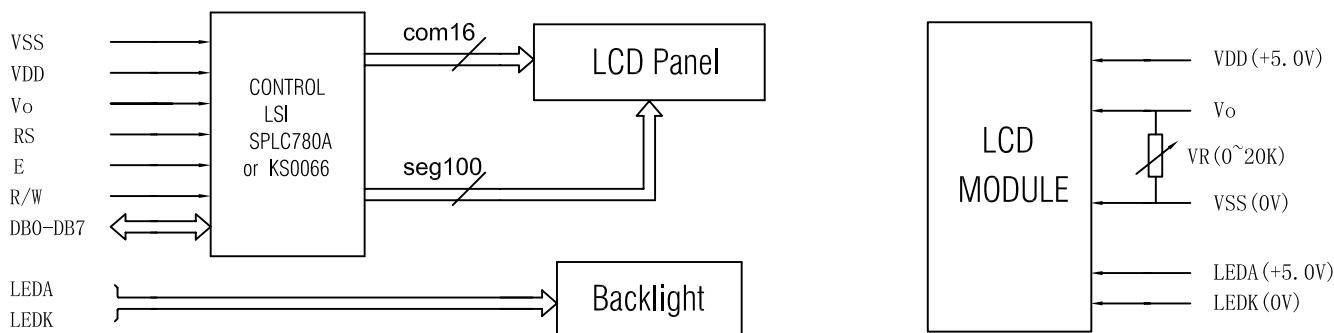 VSS
VDD
Vo
RS
E
R/W
DB0-DB7
LEDA
LEDK
CONTROL
LSI
SPLC780A
or KS0066
com16
seg100
LCD Panel
Backlight
LCD
MODULE
VDD(+5.0V)
Vo
VR(0~20K)
VSS(0V)
LEDA(+5.0V)
LEDK(0V)